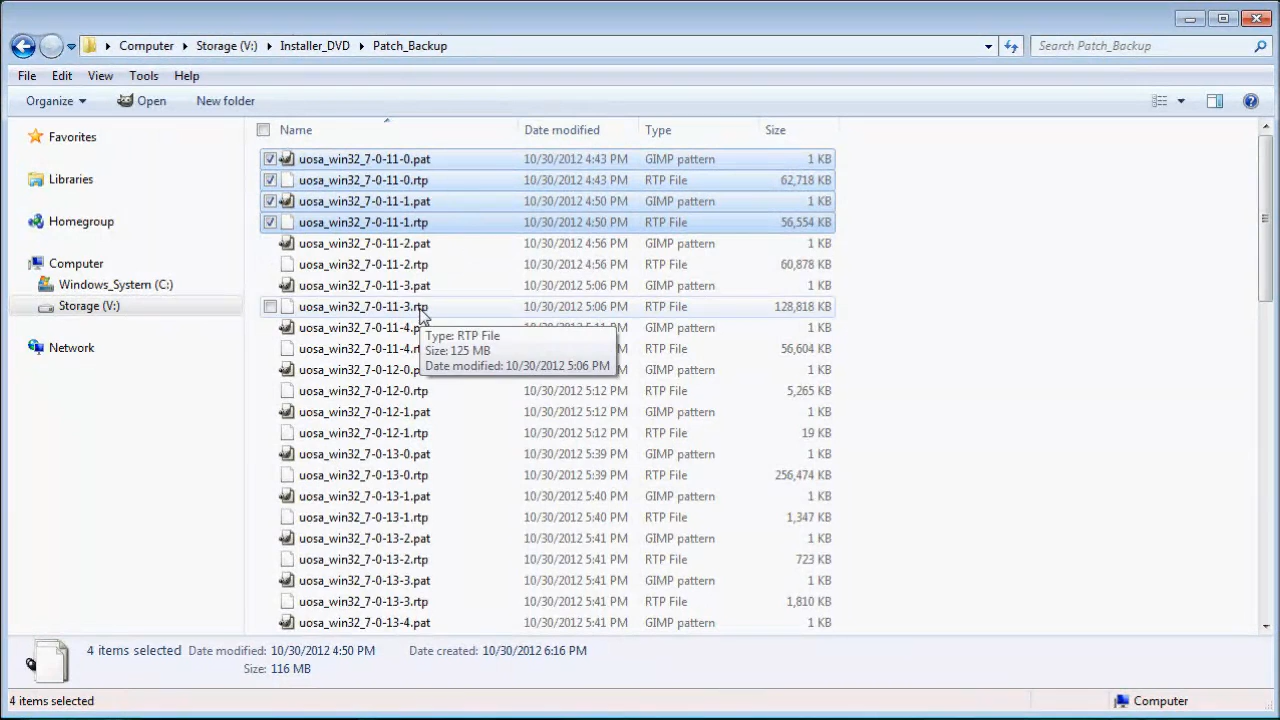 Computer Storage (V:) Installer_DVD Patch_Backup Search Patch_Backup
File Edit View Tools Help
Organize Open New folder
Favorites
Libraries
Homegroup
Computer
Windows_System (C:)
Storage (V:)
Network
Name Date modified Type Size
uosa_win32_7-0-11-0.pat 10/30/2012 4:43 PM GIMP pattern 1 KB
uosa_win32_7-0-11-0.rtp 10/30/2012 4:43 PM RTP File 62,718 KB
uosa_win32_7-0-11-1.pat 10/30/2012 4:50 PM GIMP pattern 1 KB
uosa_win32_7-0-11-1.rtp 10/30/2012 4:50 PM RTP File 56,554 KB
uosa_win32_7-0-11-2.pat 10/30/2012 4:56 PM GIMP pattern 1 KB
uosa_win32_7-0-11-2.rtp 10/30/2012 4:56 PM RTP File 60,878 KB
uosa_win32_7-0-11-3.pat 10/30/2012 5:06 PM GIMP pattern 1 KB
uosa_win32_7-0-11-3.rtp 10/30/2012 5:06 PM RTP File 128,818 KB
uosa_win32_7-0-11-4.p GIMP pattern 1 KB
uosa_win32_7-0-11-4.r RTP File 56,604 KB
uosa_win32_7-0-12-0.p GIMP pattern 1 KB
Type: RTP File
Size: 125 MB
Date modified: 10/30/2012 5:06 PM
uosa_win32_7-0-12-0.rtp 10/30/2012 5:12 PM RTP File 5,265 KB
uosa_win32_7-0-12-1.pat 10/30/2012 5:12 PM GIMP pattern 1 KB
uosa_win32_7-0-12-1.rtp 10/30/2012 5:12 PM RTP File 19 KB
uosa_win32_7-0-13-0.pat 10/30/2012 5:39 PM GIMP pattern 1 KB
uosa_win32_7-0-13-0.rtp 10/30/2012 5:39 PM RTP File 256,474 KB
uosa_win32_7-0-13-1.pat 10/30/2012 5:40 PM GIMP pattern 1 KB
uosa_win32_7-0-13-1.rtp 10/30/2012 5:40 PM RTP File 1,347 KB
uosa_win32_7-0-13-2.pat 10/30/2012 5:41 PM GIMP pattern 1 KB
uosa_win32_7-0-13-2.rtp 10/30/2012 5:41 PM RTP File 723 KB
uosa_win32_7-0-13-3.pat 10/30/2012 5:41 PM GIMP pattern 1 KB
uosa_win32_7-0-13-3.rtp 10/30/2012 5:41 PM RTP File 1,810 KB
uosa_win32_7-0-13-4.pat 10/30/2012 5:41 PM GIMP pattern 1 KB
4 items selected Date modified: 10/30/2012 4:50 PM Date created: 10/30/2012 6:16 PM
Size: 116 MB
4 items selected Computer